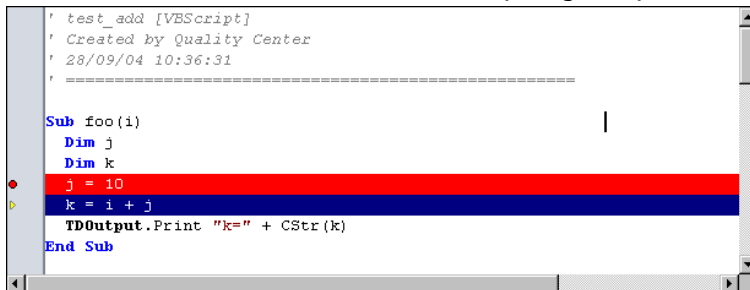 ' test_add [VBScript]
' Created by Quality Center
' 28/09/04 10:36:31
' ====================================================
Sub foo(i)
Dim j
Dim k
j = 10
k = i + j
TDOutput.Print "k=" + CStr(k)
End Sub